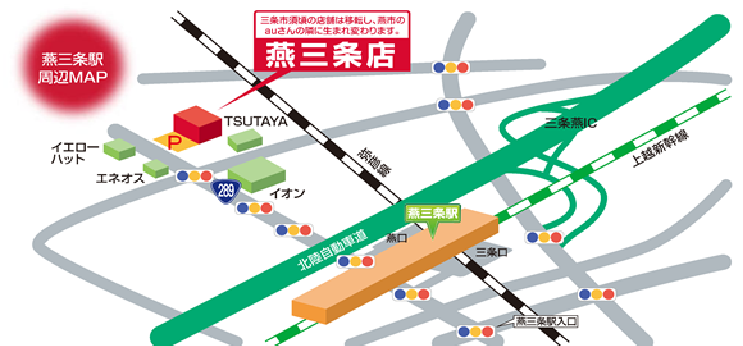 三条市須頃の店舗は移転し、燕市の
auさんの隣に生まれ変わります。
燕三条店
燕三条駅
周辺MAP
TSUTAYA
P
イエロー
ハット
エネオス
イオン
289
弥彦線
三条燕IC
上越新幹線
燕三条駅
燕口
三条口
北陸自動車道
燕三条駅入口